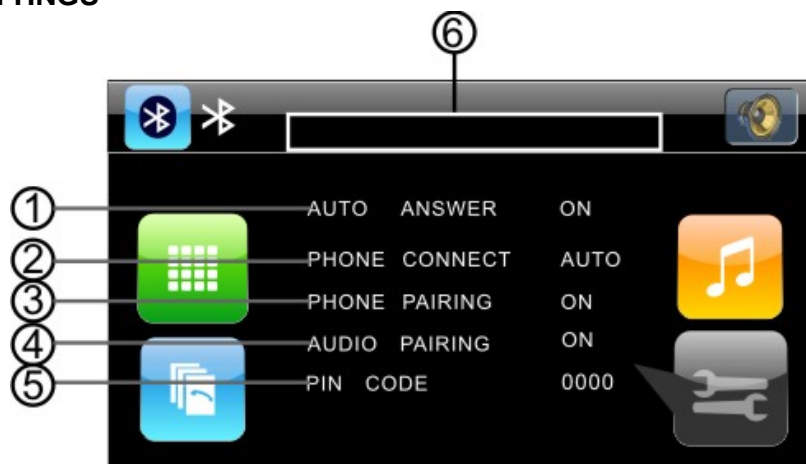 ⑥
① AUTO ANSWER ON
② PHONE CONNECT AUTO
③ PHONE PAIRING ON
④ AUDIO PAIRING ON
⑤ PIN CODE 0000